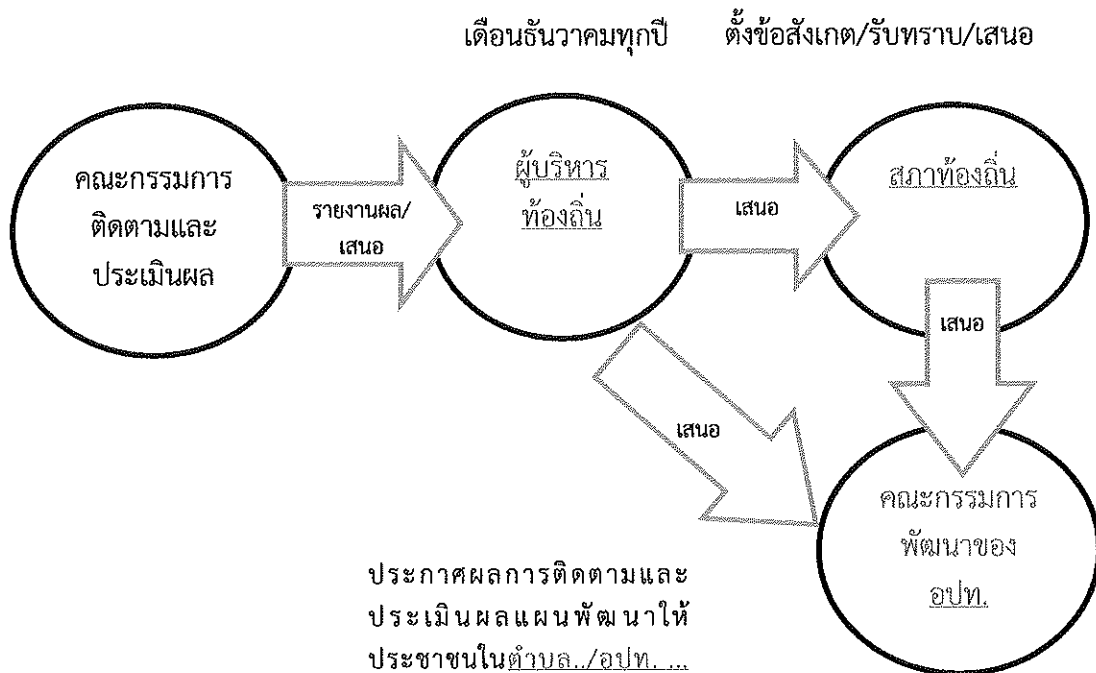 เดือนธันวาคมทุกปี
ตั้งข้อสังเกต/รับทราบ/เสนอ
คณะกรรมการ
ติดตามและ
ประเมินผล
รายงานผล/
เสนอ
ผู้บริหาร
ท้องถิ่น
เสนอ
สภาท้องถิ่น
เสนอ
เสนอ
คณะกรรมการ
พัฒนาของ
อปท.
ประกาศผลการติดตามและ
ประเมินผลแผนพัฒนาให้
ประชาชนในตำบล../อปท. ...